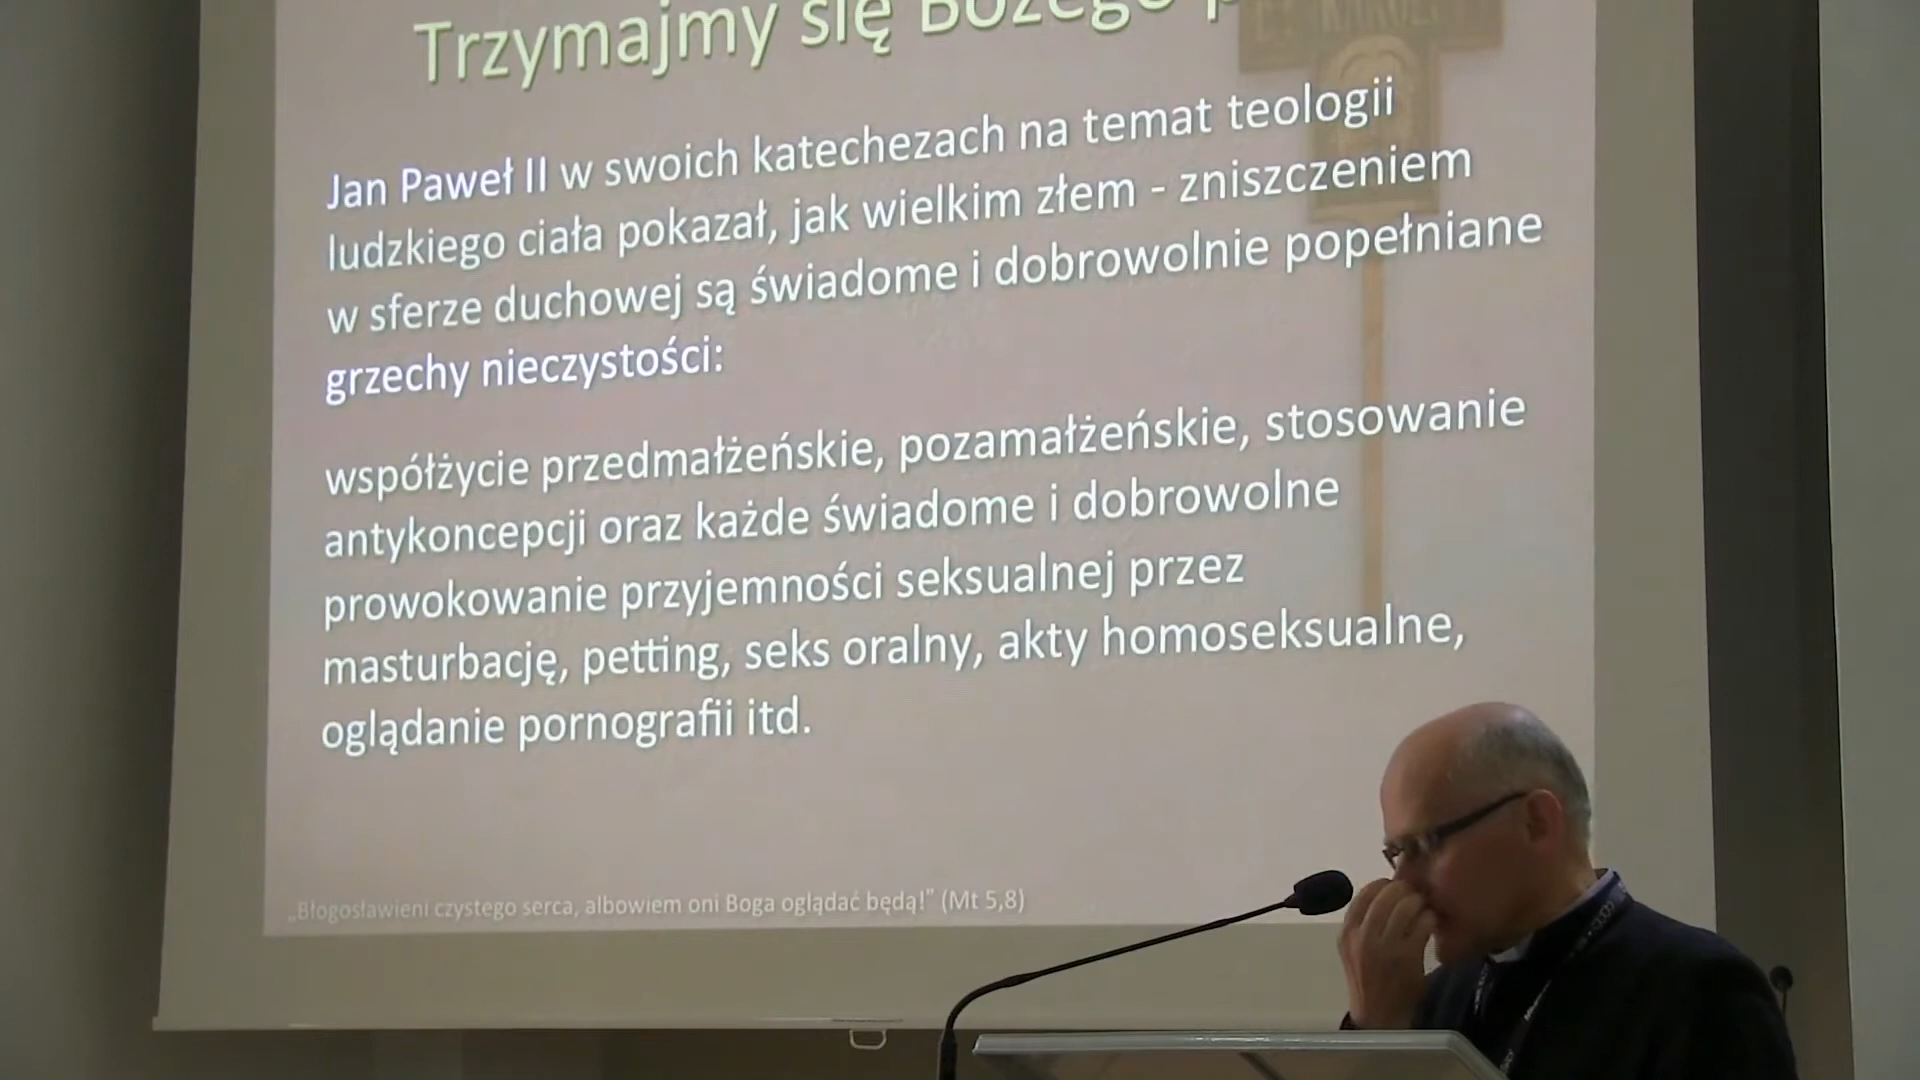 Trzymajmy się Bożego
Jan Paweł II w swoich katechezach na temat teologii
ludzkiego ciała pokazał, jak wielkim złem - zniszczeniem
w sferze duchowej są świadome i dobrowolnie popełniane
grzechy nieczystości:
współżycie przedmałżeńskie, pozamałżeńskie, stosowanie
antykoncepcji oraz każde świadome i dobrowolne
prowokowanie przyjemności seksualnej przez
masturbację, petting, seks oralny, akty homoseksualne,
oglądanie pornografii itd.
„Błogosławieni czystego serca, albowiem oni Boga oglądać będą!” (Mt 5,8)